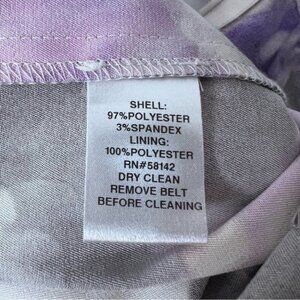 SHELL:
97%POLYESTER
3%SPANDEX
LINING:
100%POLYESTER
RN#58142
DRY CLEAN
REMOVE BELT
BEFORE CLEANING